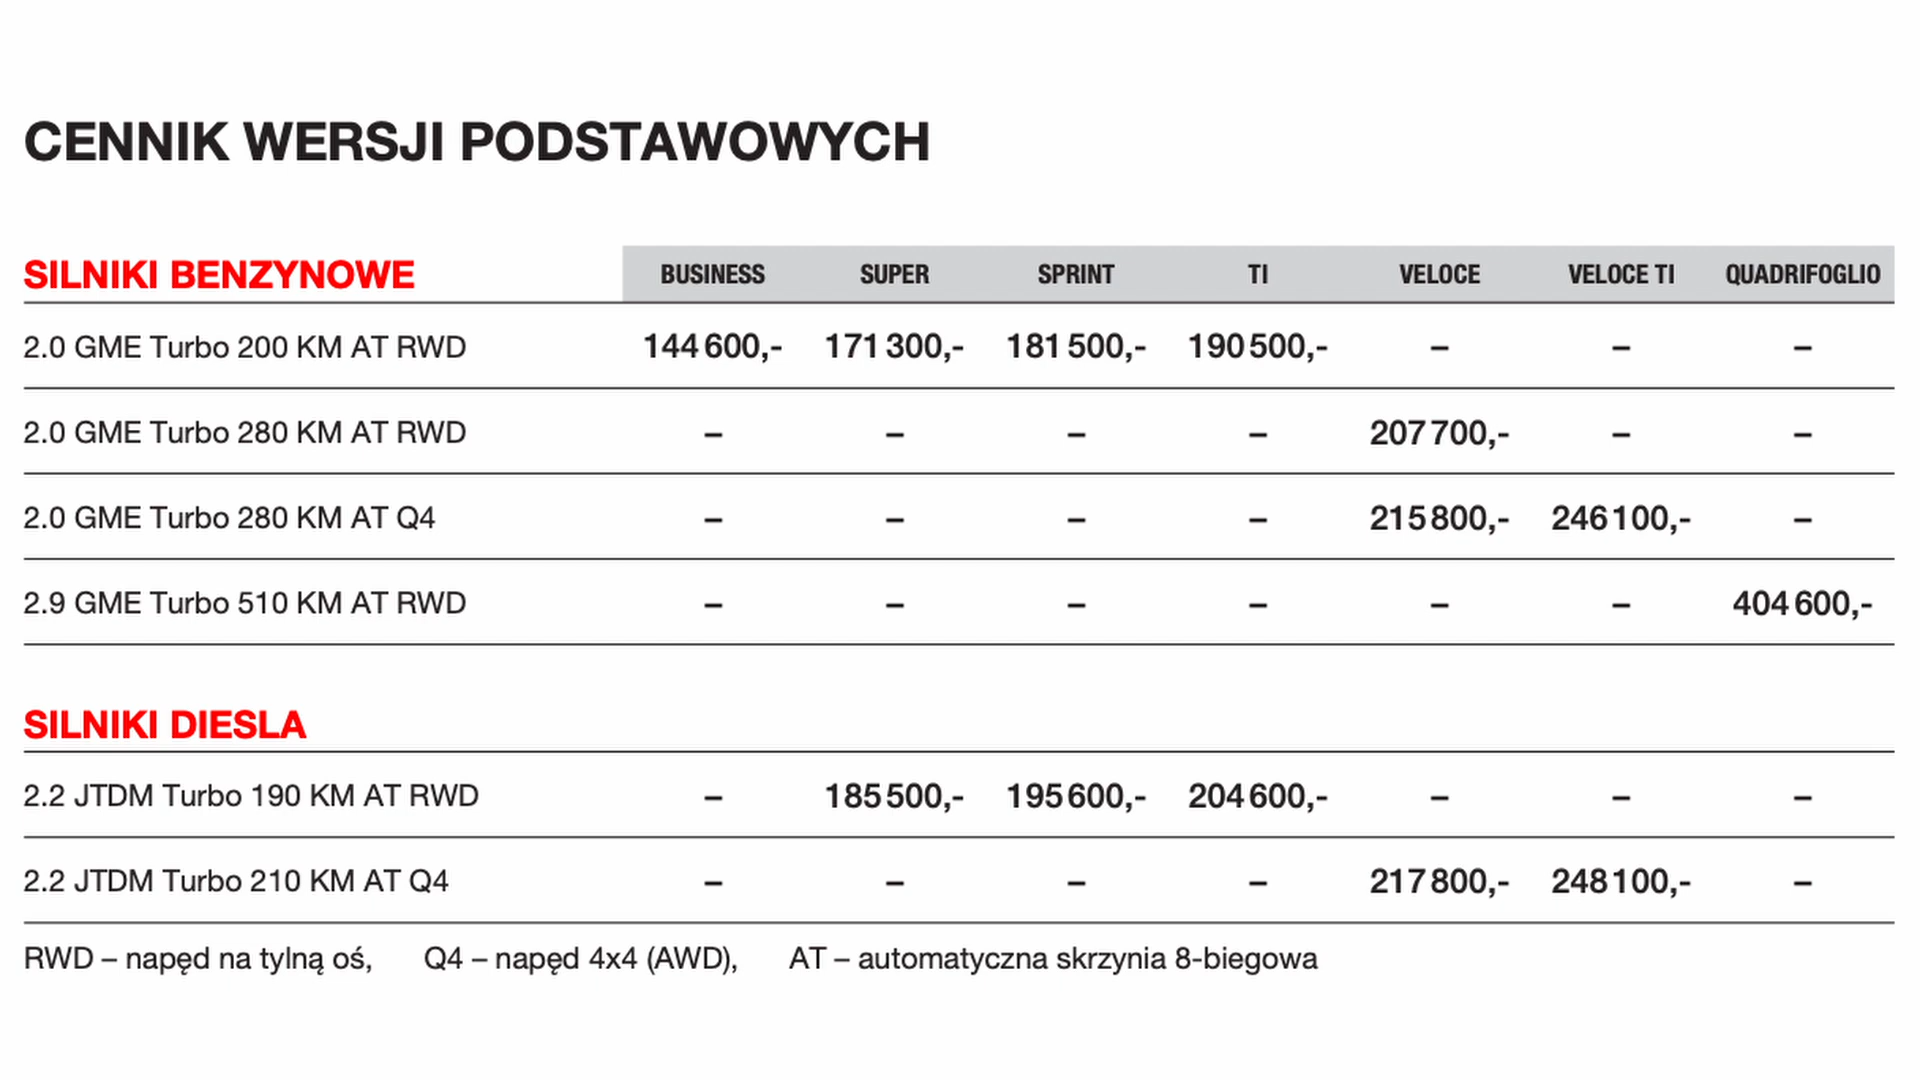 CENNIK WERSJI PODSTAWOWYCH
SILNIKI BENZYNOWE BUSINESS SUPER SPRINT TI VELOCE VELOCE TI QUADRIFOGLIO
2.0 GME Turbo 200 KM AT RWD 144 600,- 171 300,- 181 500,- 190 500,- – – –
2.0 GME Turbo 280 KM AT RWD – – – – 207 700,- – –
2.0 GME Turbo 280 KM AT Q4 – – – – 215 800,- 246 100,- –
2.9 GME Turbo 510 KM AT RWD – – – – – – 404 600,-
SILNIKI DIESLA
2.2 JTDM Turbo 190 KM AT RWD – 185 500,- 195 600,- 204 600,- – – –
2.2 JTDM Turbo 210 KM AT Q4 – – – – 217 800,- 248 100,- –
RWD – napęd na tylną oś, Q4 – napęd 4x4 (AWD), AT – automatyczna skrzynia 8-biegowa